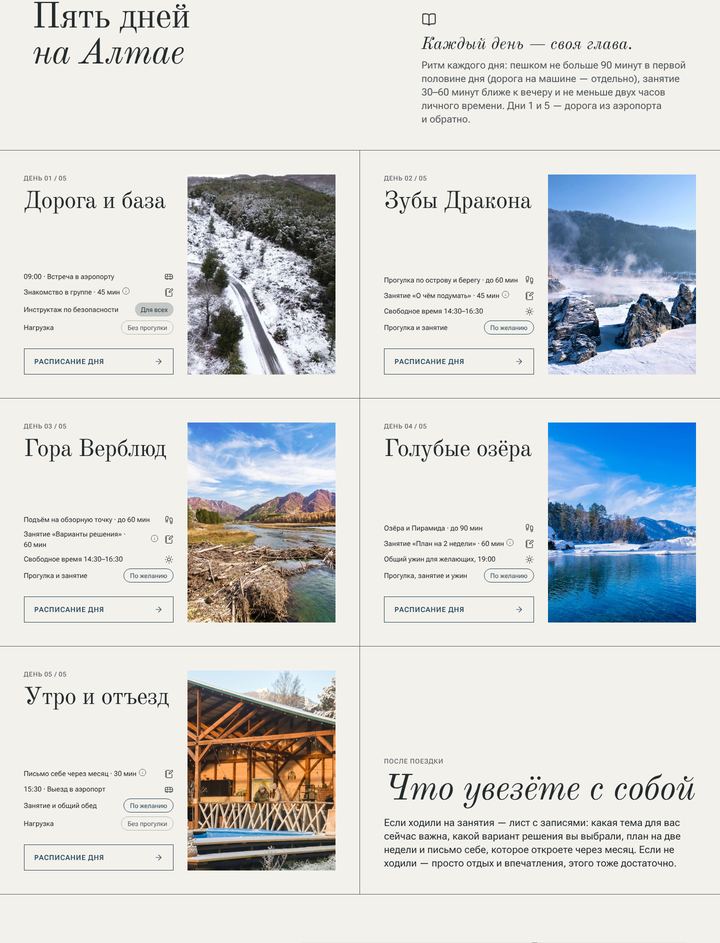 Пять дней
на Алтае
Каждый день — своя глава.
Ритм каждого дня: пешком не больше 90 минут в первой
половине дня (дорога на машине — отдельно), занятие
30–60 минут ближе к вечеру и не меньше двух часов
личного времени. Дни 1 и 5 — дорога из аэропорта
и обратно.
ДЕНЬ 01 / 05
Дорога и база
09:00 · Встреча в аэропорту
Знакомство в группе · 45 мин
Инструктаж по безопасности
Для всех
Нагрузка
Без прогулки
РАСПИСАНИЕ ДНЯ →
ДЕНЬ 02 / 05
Зубы Дракона
Прогулка по острову и берегу · до 60 мин
Занятие «О чём подумать» · 45 мин
Свободное время 14:30–16:30
Прогулка и занятие
По желанию
РАСПИСАНИЕ ДНЯ →
ДЕНЬ 03 / 05
Гора Верблюд
Подъём на обзорную точку · до 60 мин
Занятие «Варианты решения» ·
60 мин
Свободное время 14:30–16:30
Прогулка и занятие
По желанию
РАСПИСАНИЕ ДНЯ →
ДЕНЬ 04 / 05
Голубые озёра
Озёра и Пирамида · до 90 мин
Занятие «План на 2 недели» · 60 мин
Общий ужин для желающих, 19:00
Прогулка, занятие и ужин
По желанию
РАСПИСАНИЕ ДНЯ →
ДЕНЬ 05 / 05
Утро и отъезд
Письмо себе через месяц · 30 мин
15:30 · Выезд в аэропорт
Занятие и общий обед
По желанию
Нагрузка
Без прогулки
РАСПИСАНИЕ ДНЯ →
ПОСЛЕ ПОЕЗДКИ
Что увезёте с собой
Если ходили на занятия — лист с записями: какая тема для вас
сейчас важна, какой вариант решения вы выбрали, план на две
недели и письмо себе, которое откроете через месяц. Если не
ходили — просто отдых и впечатления, этого тоже достаточно.